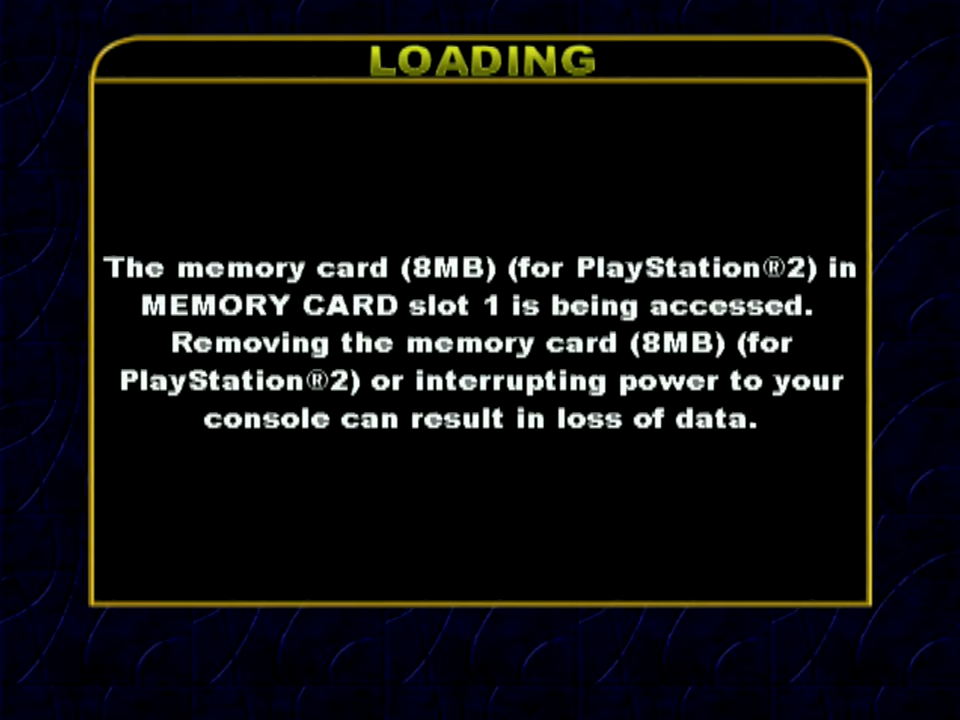 LOADING
The memory card (8MB) (for PlayStation®2) in
MEMORY CARD slot 1 is being accessed.
Removing the memory card (8MB) (for
PlayStation®2) or interrupting power to your
console can result in loss of data.